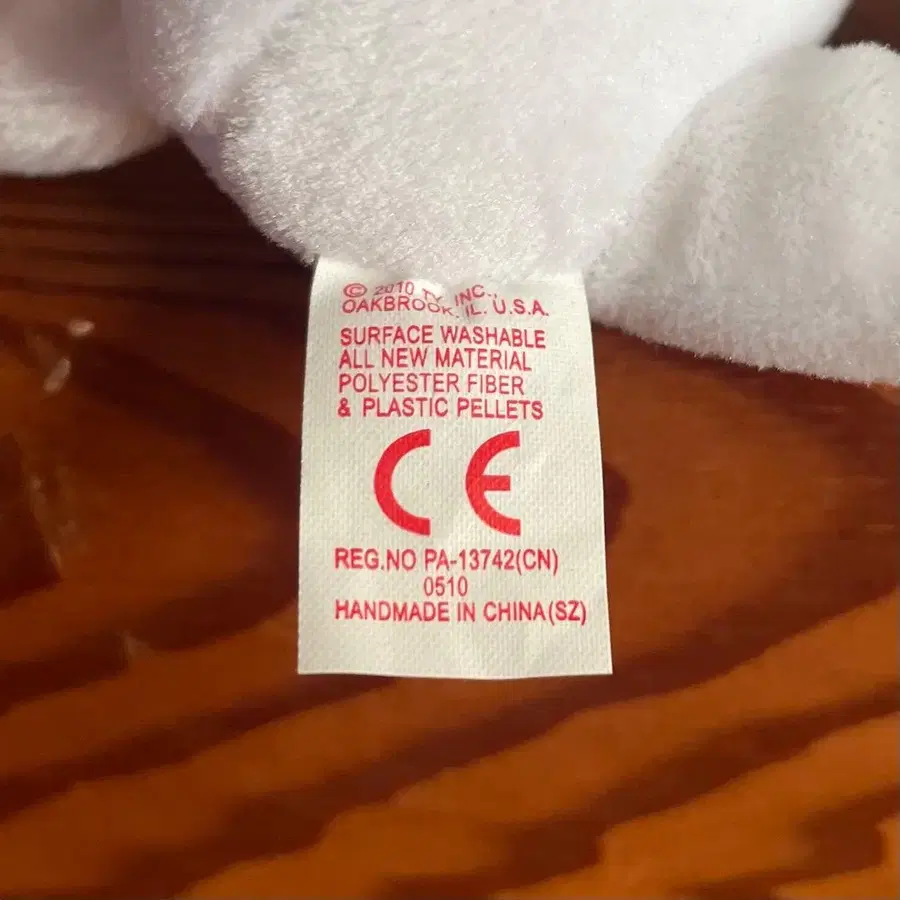 © 2010 TY INC.,
OAKBROOK, IL. U.S.A.
SURFACE WASHABLE
ALL NEW MATERIAL
POLYESTER FIBER
& PLASTIC PELLETS
CE
REG.NO PA-13742(CN)
0510
HANDMADE IN CHINA(SZ)